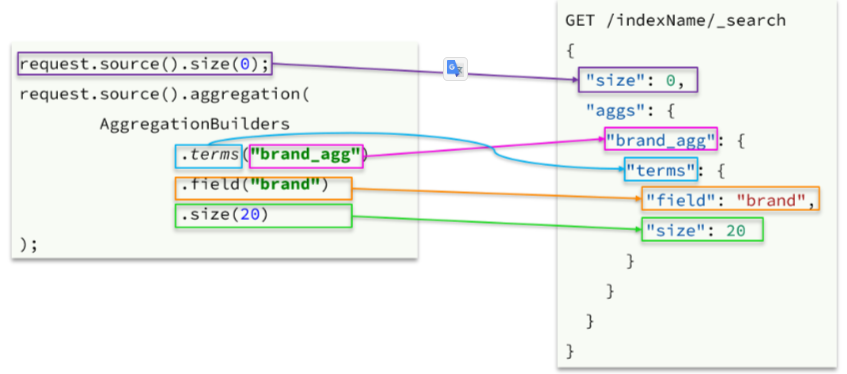 request.source().size(0);
request.source().aggregation(
AggregationBuilders
.terms("brand_agg")
.field("brand")
.size(20)
);
GET /indexName/_search
{
"size": 0,
"aggs": {
"brand_agg": {
"terms": {
"field": "brand",
"size": 20
}
}
}
}